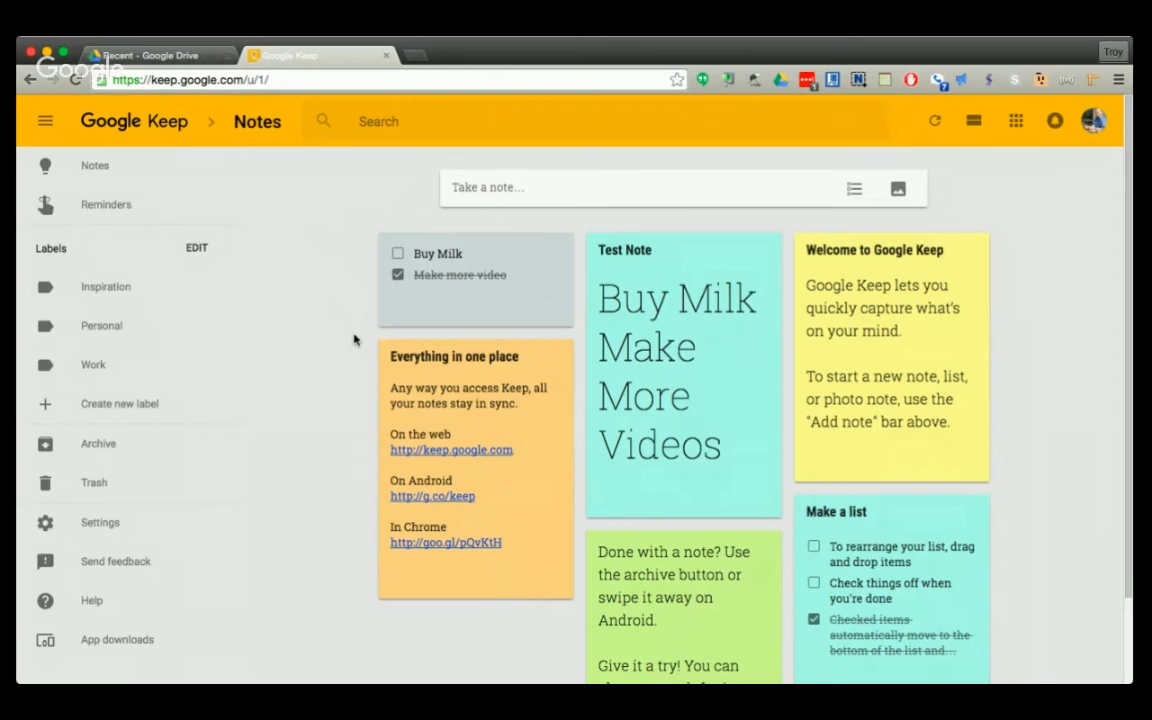 Recent - Google Drive
Google Keep
Troy
Google
https://keep.google.com/u/1/
Google Keep > Notes
Search
Notes
Reminders
Labels
EDIT
Inspiration
Personal
Work
Create new label
Archive
Trash
Settings
Send feedback
Help
App downloads
Take a note...
Buy Milk
Make more video
Everything in one place
Any way you access Keep, all
your notes stay in sync.
On the web
http://keep.google.com
On Android
http://g.co/keep
In Chrome
http://goo.gl/pQvKtH
Test Note
Buy Milk
Make
More
Videos
Done with a note? Use
the archive button or
swipe it away on
Android.
Give it a try! You can
Welcome to Google Keep
Google Keep lets you
quickly capture what's
on your mind.
To start a new note, list,
or photo note, use the
"Add note" bar above.
Make a list
To rearrange your list, drag
and drop items
Check things off when
you're done
Checked items
automatically move to the
bottom of the list and...